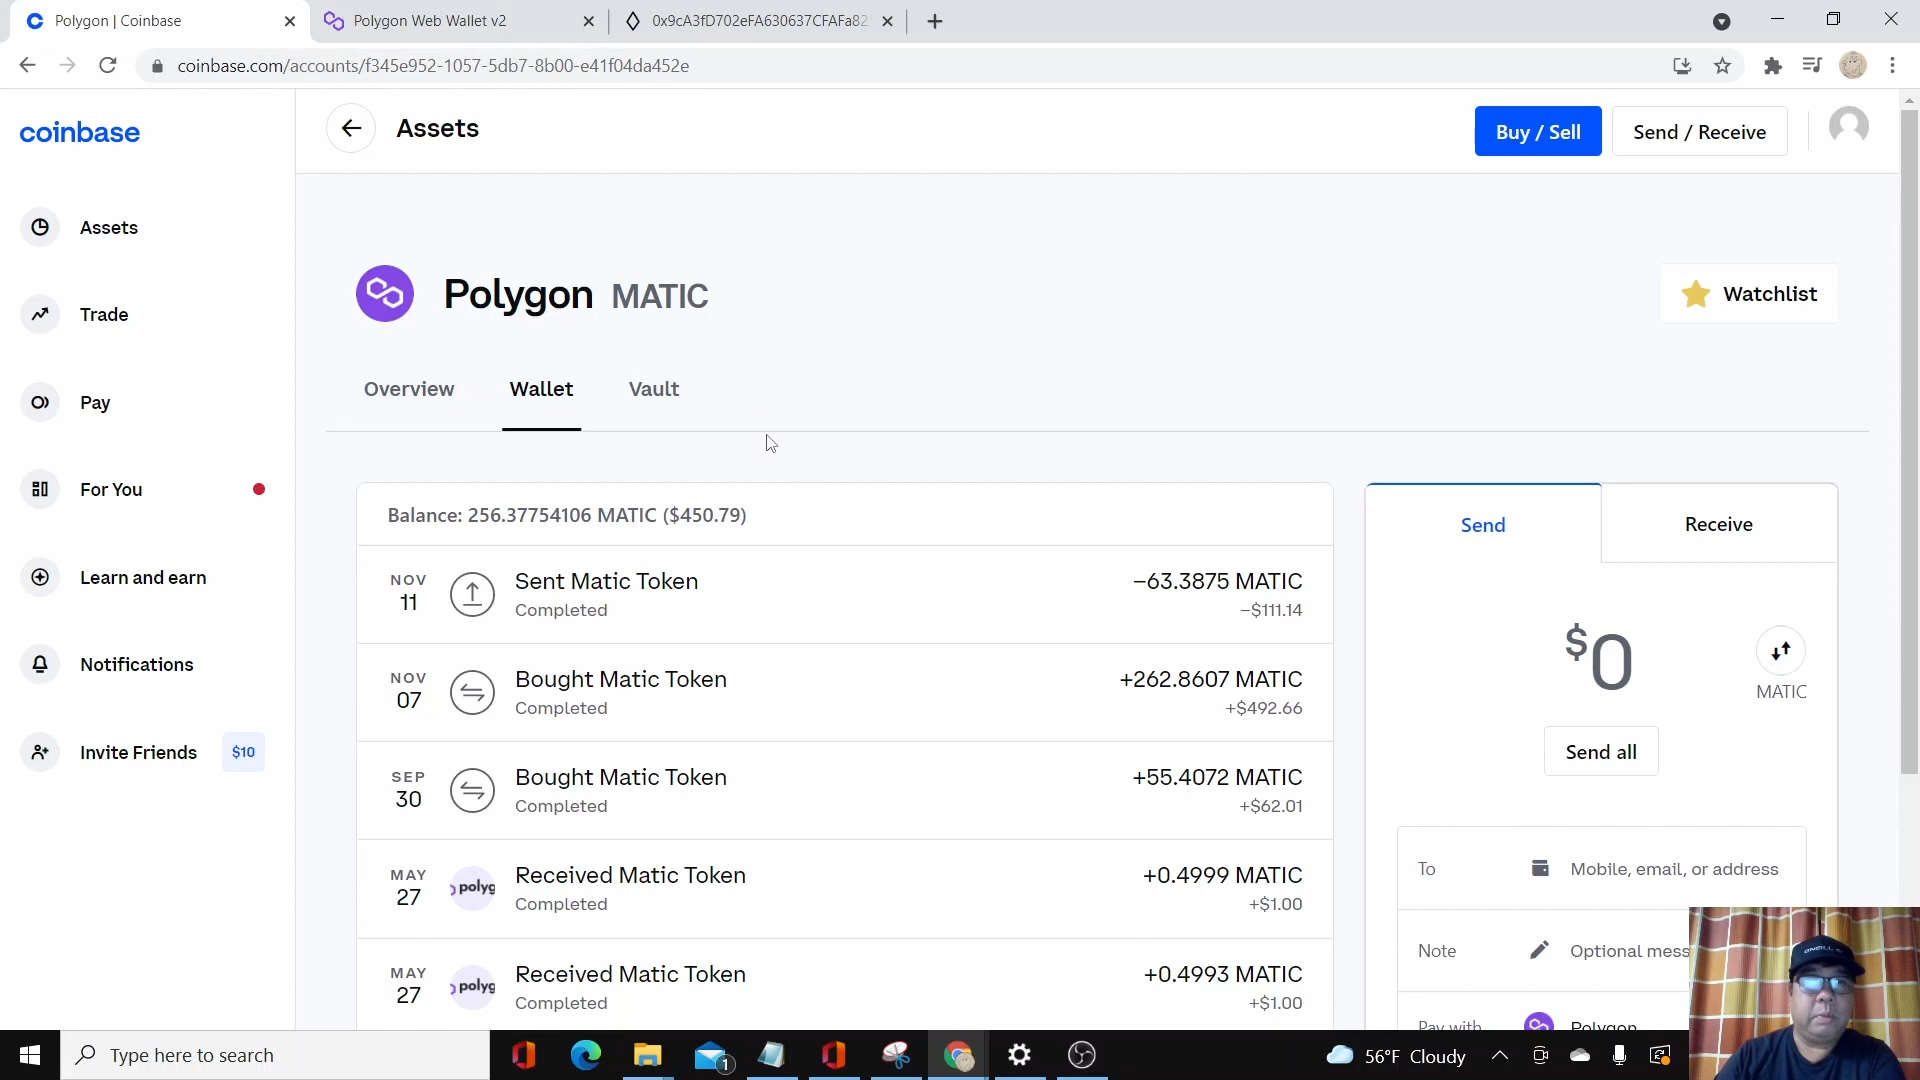 Polygon | Coinbase
Polygon Web Wallet v2
0x9cA3fD702eFA630637CFAFa82
coinbase.com/accounts/f345e952-1057-5db7-8b00-e41f04da452e
coinbase
Assets
Buy / Sell
Send / Receive
Assets
Trade
Pay
For You
Learn and earn
Notifications
Invite Friends
$10
Polygon MATIC
Watchlist
Overview
Wallet
Vault
Balance: 256.37754106 MATIC ($450.79)
NOV
11
Sent Matic Token
Completed
−63.3875 MATIC
−$111.14
NOV
07
Bought Matic Token
Completed
+262.8607 MATIC
+$492.66
SEP
30
Bought Matic Token
Completed
+55.4072 MATIC
+$62.01
MAY
27
polyg
Received Matic Token
Completed
+0.4999 MATIC
+$1.00
MAY
27
polyg
Received Matic Token
Completed
+0.4993 MATIC
+$1.00
Send
Receive
$0
MATIC
Send all
To
Mobile, email, or address
Note
Optional mess
Pay with
Polygon
O'NEILL
Type here to search
1
56°F Cloudy